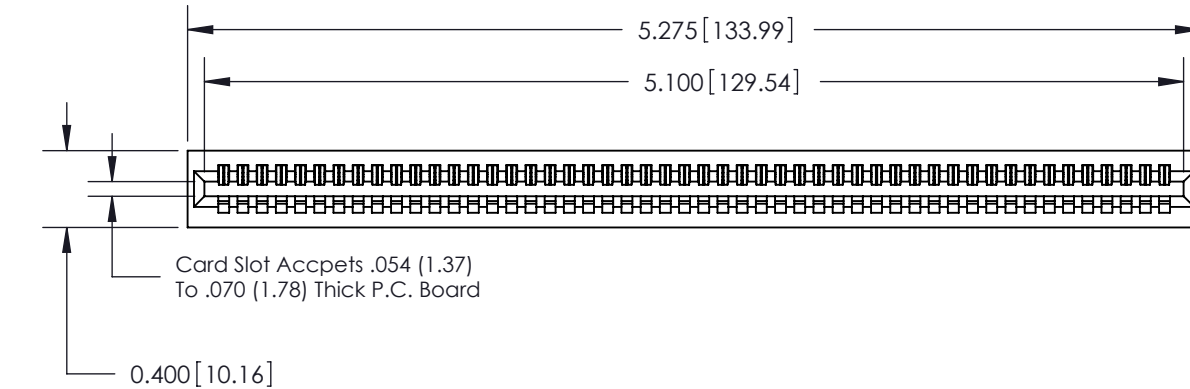 5.275[133.99]
5.100[129.54]
Card Slot Accpets .054 (1.37)
To .070 (1.78) Thick P.C. Board
0.400[10.16]